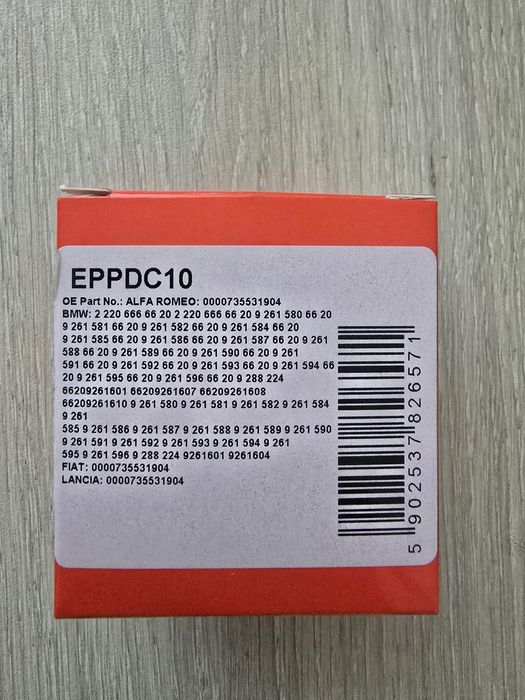 EPPDC10
OE Part No.: ALFA ROMEO: 0000735531904
BMW: 2 220 666 66 20 2 220 666 66 20 9 261 580 66 20
9 261 581 66 20 9 261 582 66 20 9 261 584 66 20
9 261 585 66 20 9 261 586 66 20 9 261 587 66 20 9 261
588 66 20 9 261 589 66 20 9 261 590 66 20 9 261
591 66 20 9 261 592 66 20 9 261 593 66 20 9 261 594 66
20 9 261 595 66 20 9 261 596 66 20 9 288 224
66209261601 66209261607 66209261608
66209261610 9 261 580 9 261 581 9 261 582 9 261 584
9 261
585 9 261 586 9 261 587 9 261 588 9 261 589 9 261 590
9 261 591 9 261 592 9 261 593 9 261 594 9 261
595 9 261 596 9 288 224 9261601 9261604
FIAT: 0000735531904
LANCIA: 0000735531904
5 902537 826571